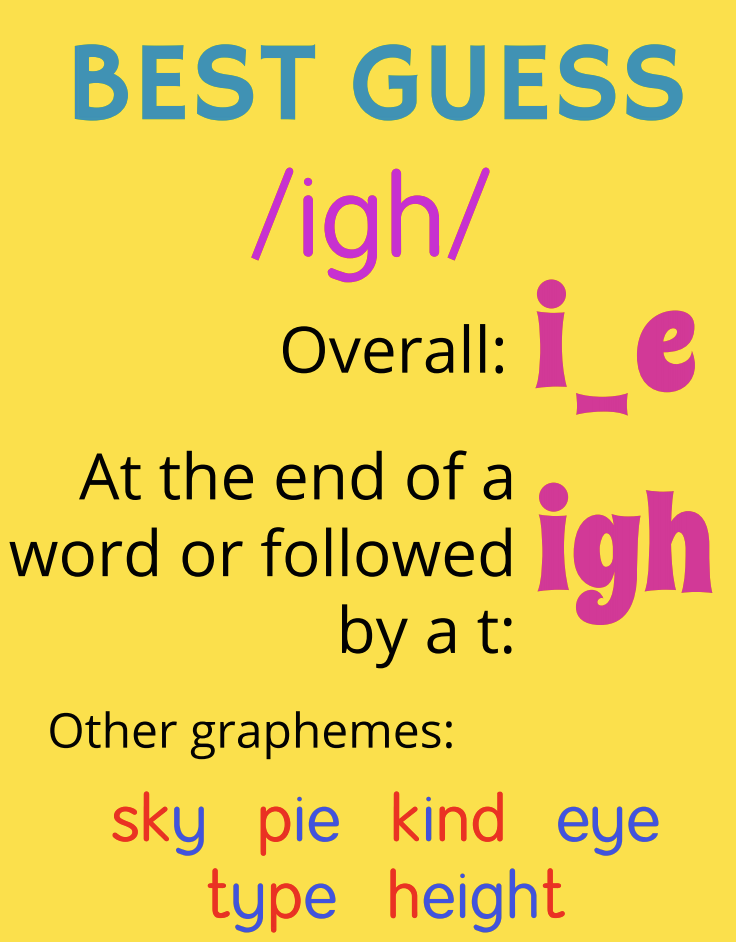 BEST GUESS
/igh/
Overall: i_e
At the end of a
word or followed igh
by a t:
Other graphemes:
sky pie kind eye
type height